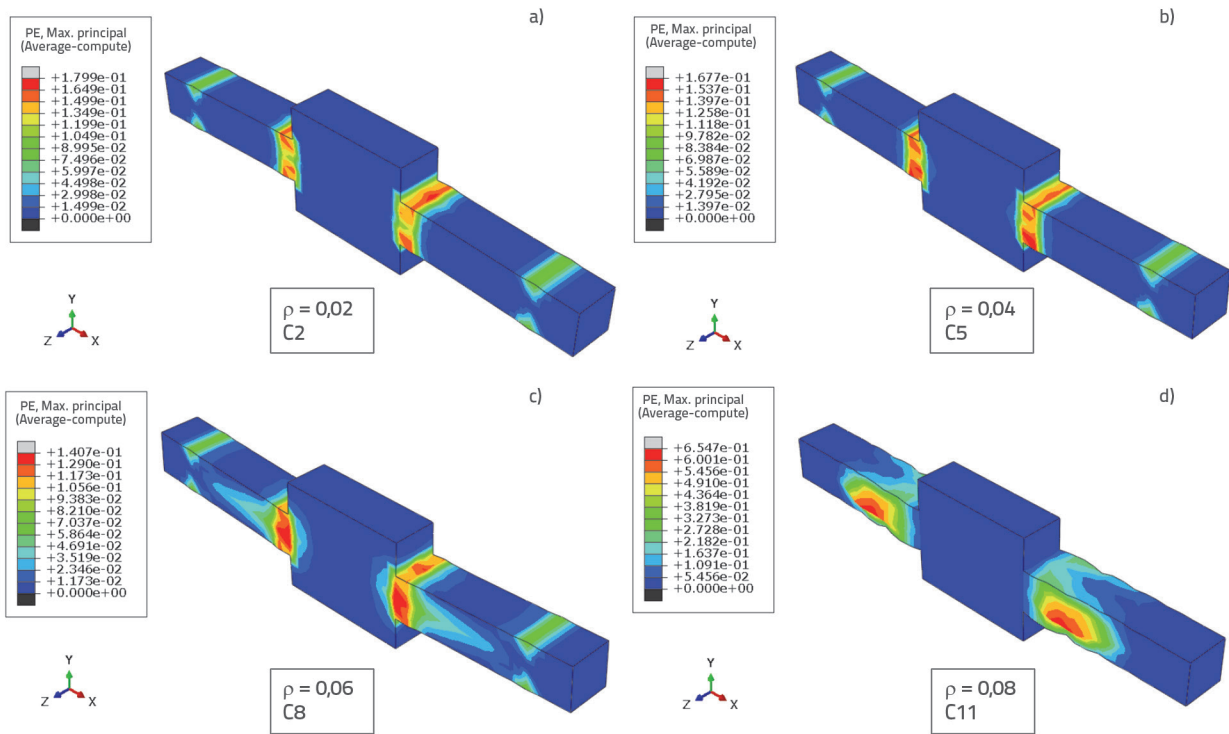 a)
PE, Max. principal
(Average-compute)
+1.799e-01
+1.649e-01
+1.499e-01
+1.349e-01
+1.199e-01
+1.049e-01
+8.995e-02
+7.496e-02
+5.997e-02
+4.498e-02
+2.998e-02
+1.499e-02
+0.000e+00
Y
Z
X
ρ = 0,02
C2
b)
PE, Max. principal
(Average-compute)
+1.677e-01
+1.537e-01
+1.397e-01
+1.258e-01
+1.118e-01
+9.782e-02
+8.384e-02
+6.987e-02
+5.589e-02
+4.192e-02
+2.795e-02
+1.397e-02
+0.000e+00
Y
Z
X
ρ = 0,04
C5
c)
PE, Max. principal
(Average-compute)
+1.407e-01
+1.290e-01
+1.173e-01
+1.056e-01
+9.383e-02
+8.210e-02
+7.037e-02
+5.864e-02
+4.691e-02
+3.519e-02
+2.346e-02
+1.173e-02
+0.000e+00
Y
Z
X
ρ = 0,06
C8
d)
PE, Max. principal
(Average-compute)
+6.547e-01
+6.001e-01
+5.456e-01
+4.910e-01
+4.364e-01
+3.819e-01
+3.273e-01
+2.728e-01
+2.182e-01
+1.637e-01
+1.091e-01
+5.456e-02
+0.000e+00
Y
Z
X
ρ = 0,08
C11